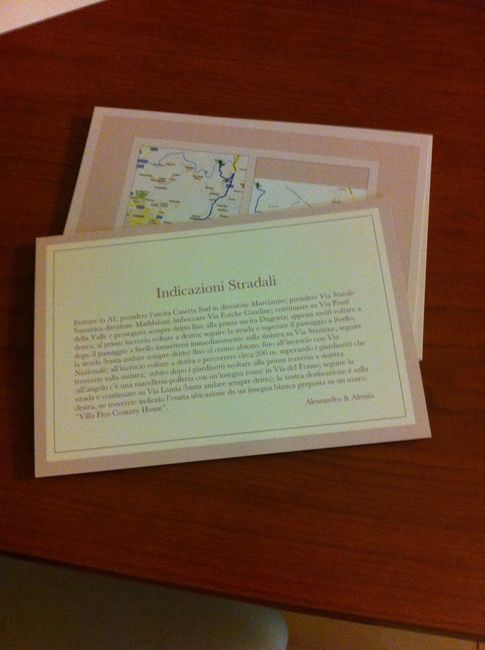 Indicazioni Stradali
Entrare in A1; prendere l'uscita Caserta Sud in direzione Marcianise; prendere Via Statale
Sannitica direzione Maddaloni; imboccare Via Forche Caudine; continuare su Via Ponti
della Valle e proseguire sempre dritto fino alla prima uscita Dugenta; appena usciti voltare a
destra, al primo incrocio voltare a destra; seguire la strada e superare il passaggio a livello;
dopo il passaggio a livello immettersi immediatamente sulla sinistra su Via Stazione; seguire
la strada (basta andare sempre dritto) fino al centro abitato, fino all'incrocio con Via
Nazionale; all'incrocio voltare a destra e percorrere circa 200 m, superando i giardinetti che
troverete sulla sinistra; subito dopo i giardinetti svoltare alla prima traversa a sinistra
(all'angolo c'è una macelleria-polleria con un'insegna rossa) in Via del Frasso; seguire la
strada e continuare su Via Lamia (basta andare sempre dritto); la vostra destinazione è sulla
destra, ne troverete indicato l'esatta ubicazione da un insegna bianca preposta su un muro:
"Villa Fico Country House".
Alessandro & Alessia